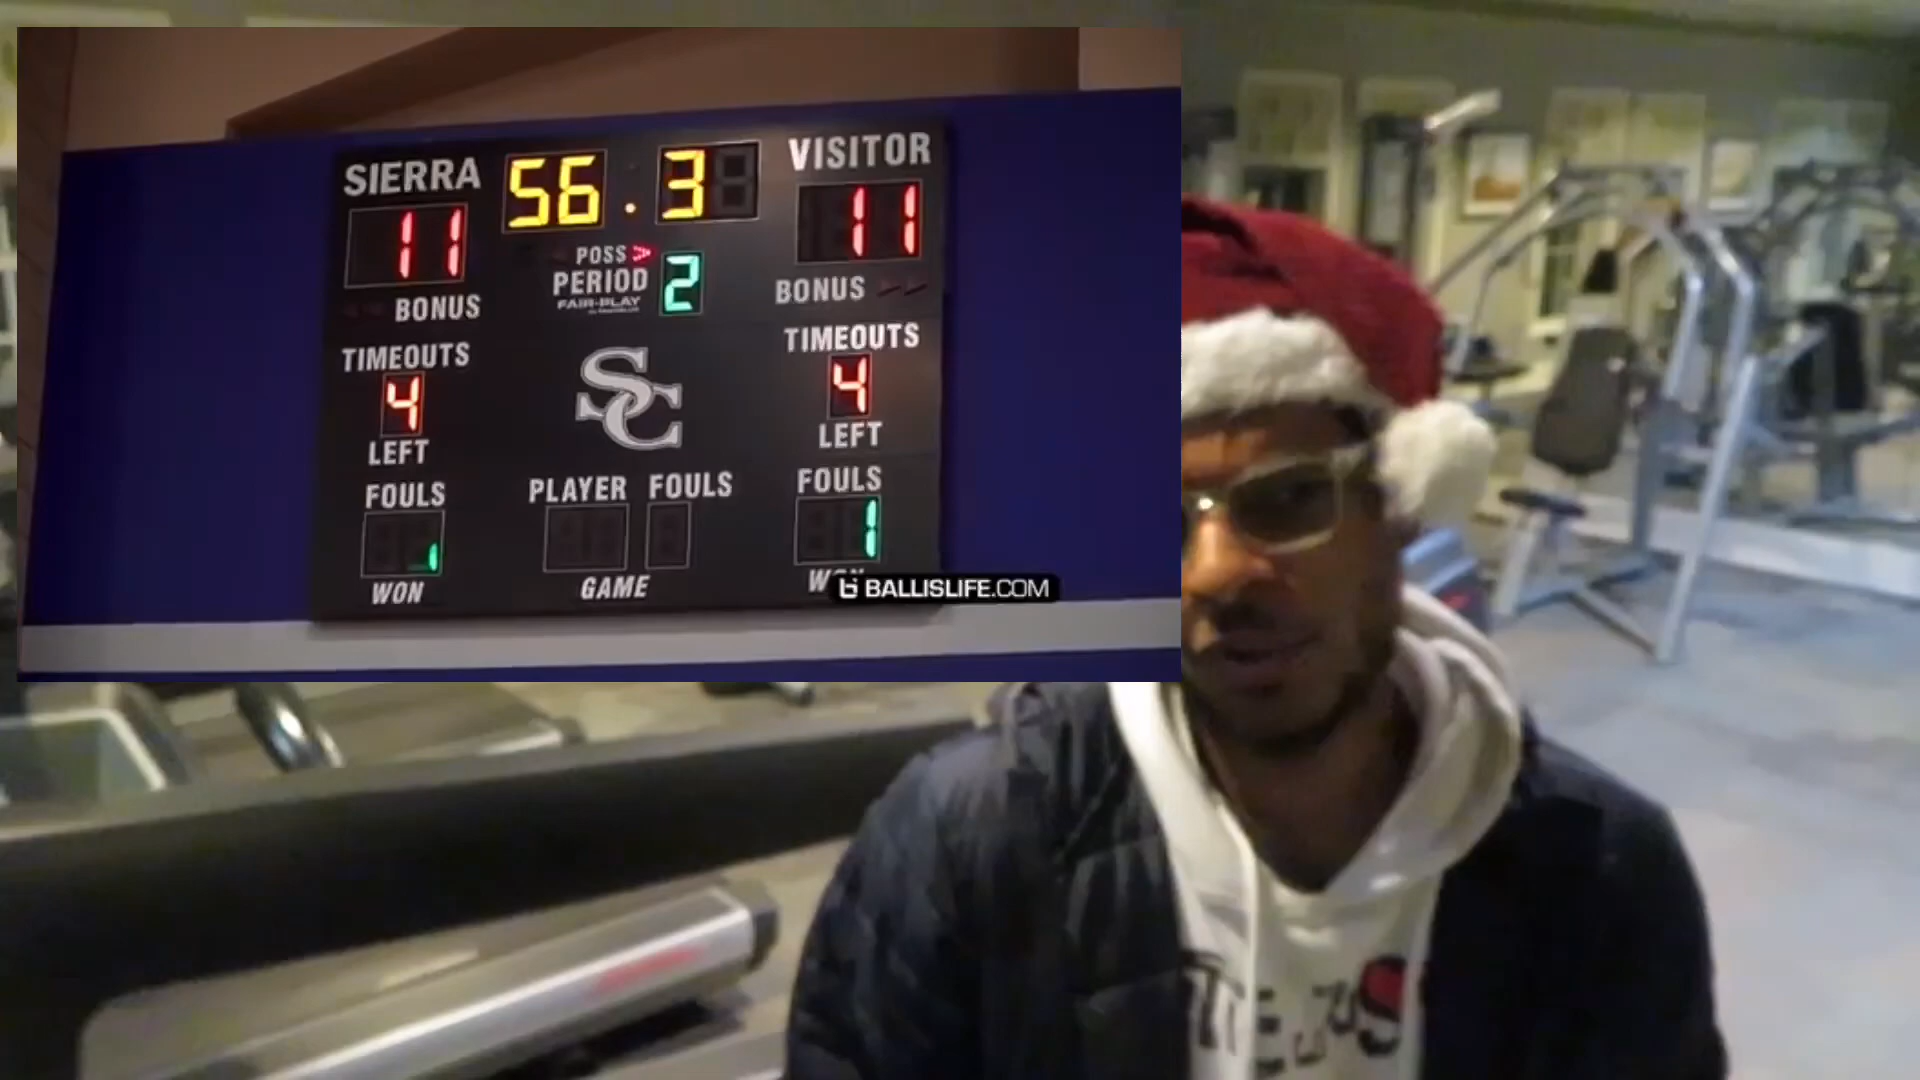 SIERRA 56.3 VISITOR
11 11
POSS
PERIOD 2
FAIR-PLAY
BONUS BONUS
TIMEOUTS TIMEOUTS
4 SC 4
LEFT LEFT
FOULS PLAYER FOULS FOULS
1 1
WON GAME
BALLISLIFE.COM